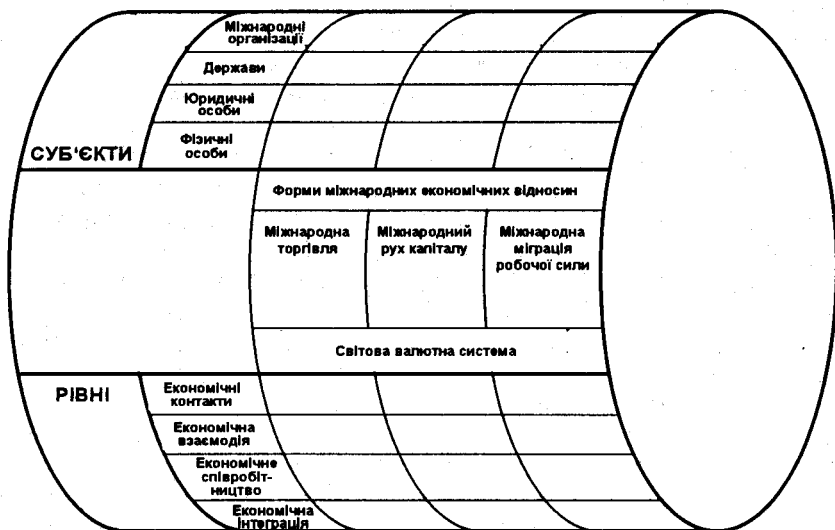 Міжнародні
організації
Держави
Юридичні
особи
Фізичні
особи
СУБ'ЄКТИ
Форми міжнародних економічних відносин
Міжнародна
торгівля
Міжнародний
рух капіталу
Міжнародна
міграція
робочої сили
Світова валютна система
РІВНІ
Економічні
контакти
Економічна
взаємодія
Економічне
співробіт-
ництво
Економічна
інтеграція